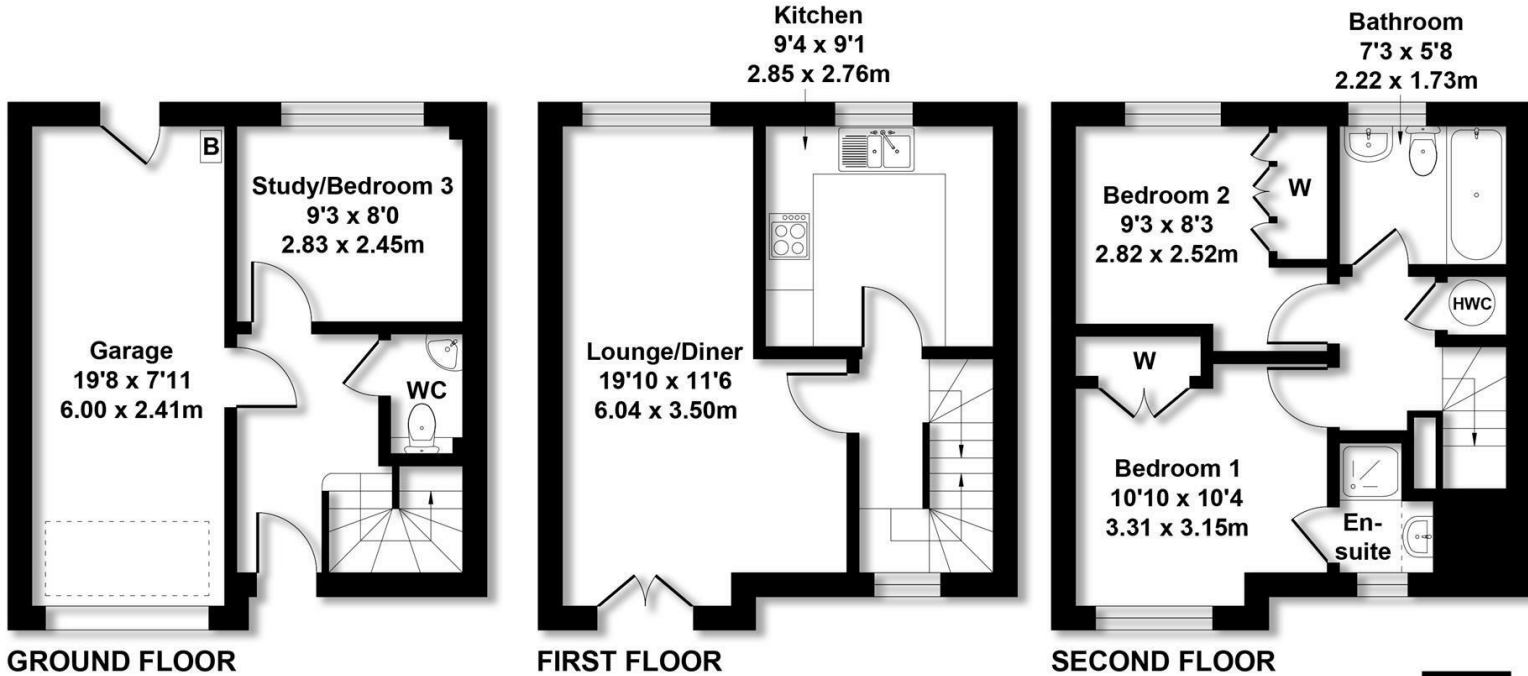 Kitchen
9'4 x 9'1
2.85 x 2.76m
Bathroom
7'3 x 5'8
2.22 x 1.73m
B
Study/Bedroom 3
9'3 x 8'0
2.83 x 2.45m
Garage
19'8 x 7'11
6.00 x 2.41m
WC
GROUND FLOOR
Lounge/Diner
19'10 x 11'6
6.04 x 3.50m
FIRST FLOOR
Bedroom 2
9'3 x 8'3
2.82 x 2.52m
W
HWC
W
Bedroom 1
10'10 x 10'4
3.31 x 3.15m
En-
suite
SECOND FLOOR